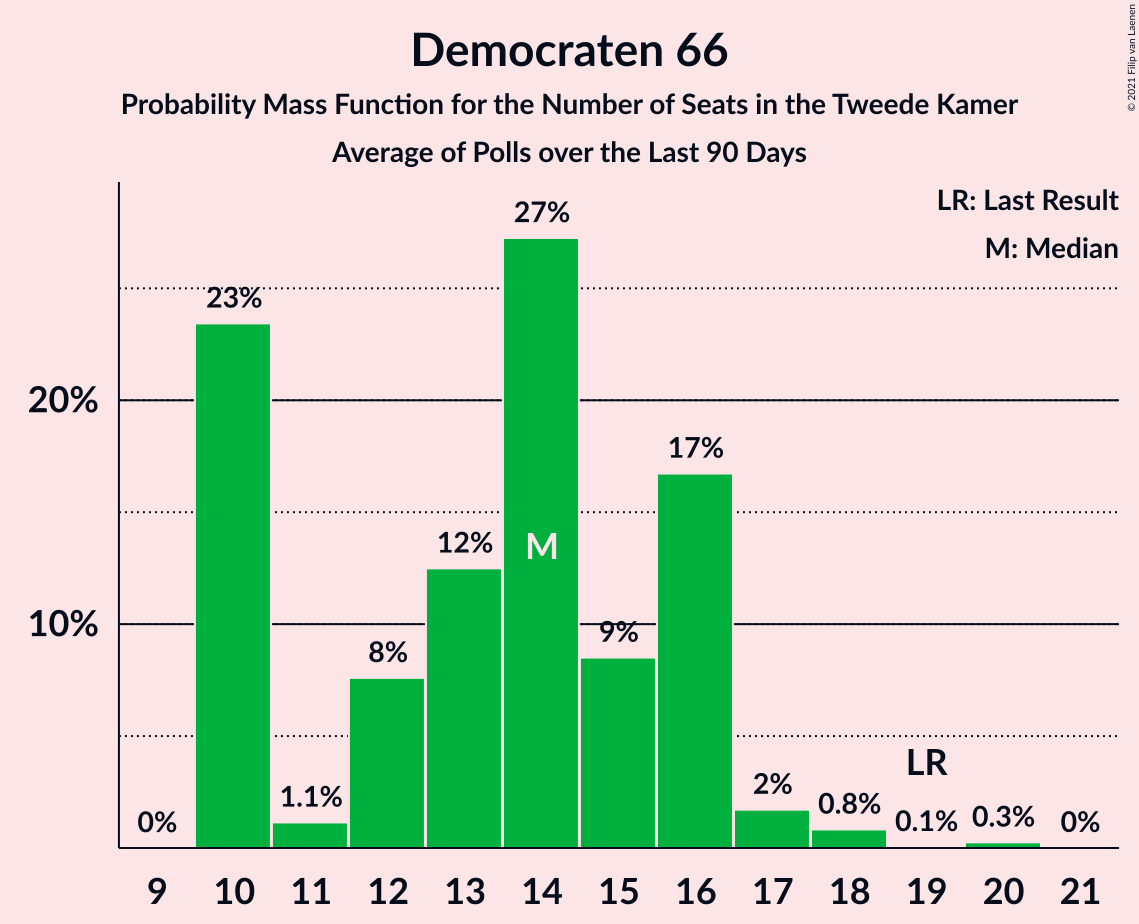 Democraten 66
Probability Mass Function for the Number of Seats in the Tweede Kamer
Average of Polls over the Last 90 Days
© 2021 Filip van Laenen
LR: Last Result
M: Median
27%
23%
20%
17%
12%
M
10%
9%
8%
LR
2%
1.1%
0.8%
0.3%
0.1%
0%
0%
9 10 11 12 13 14 15 16 17 18 19 20 21